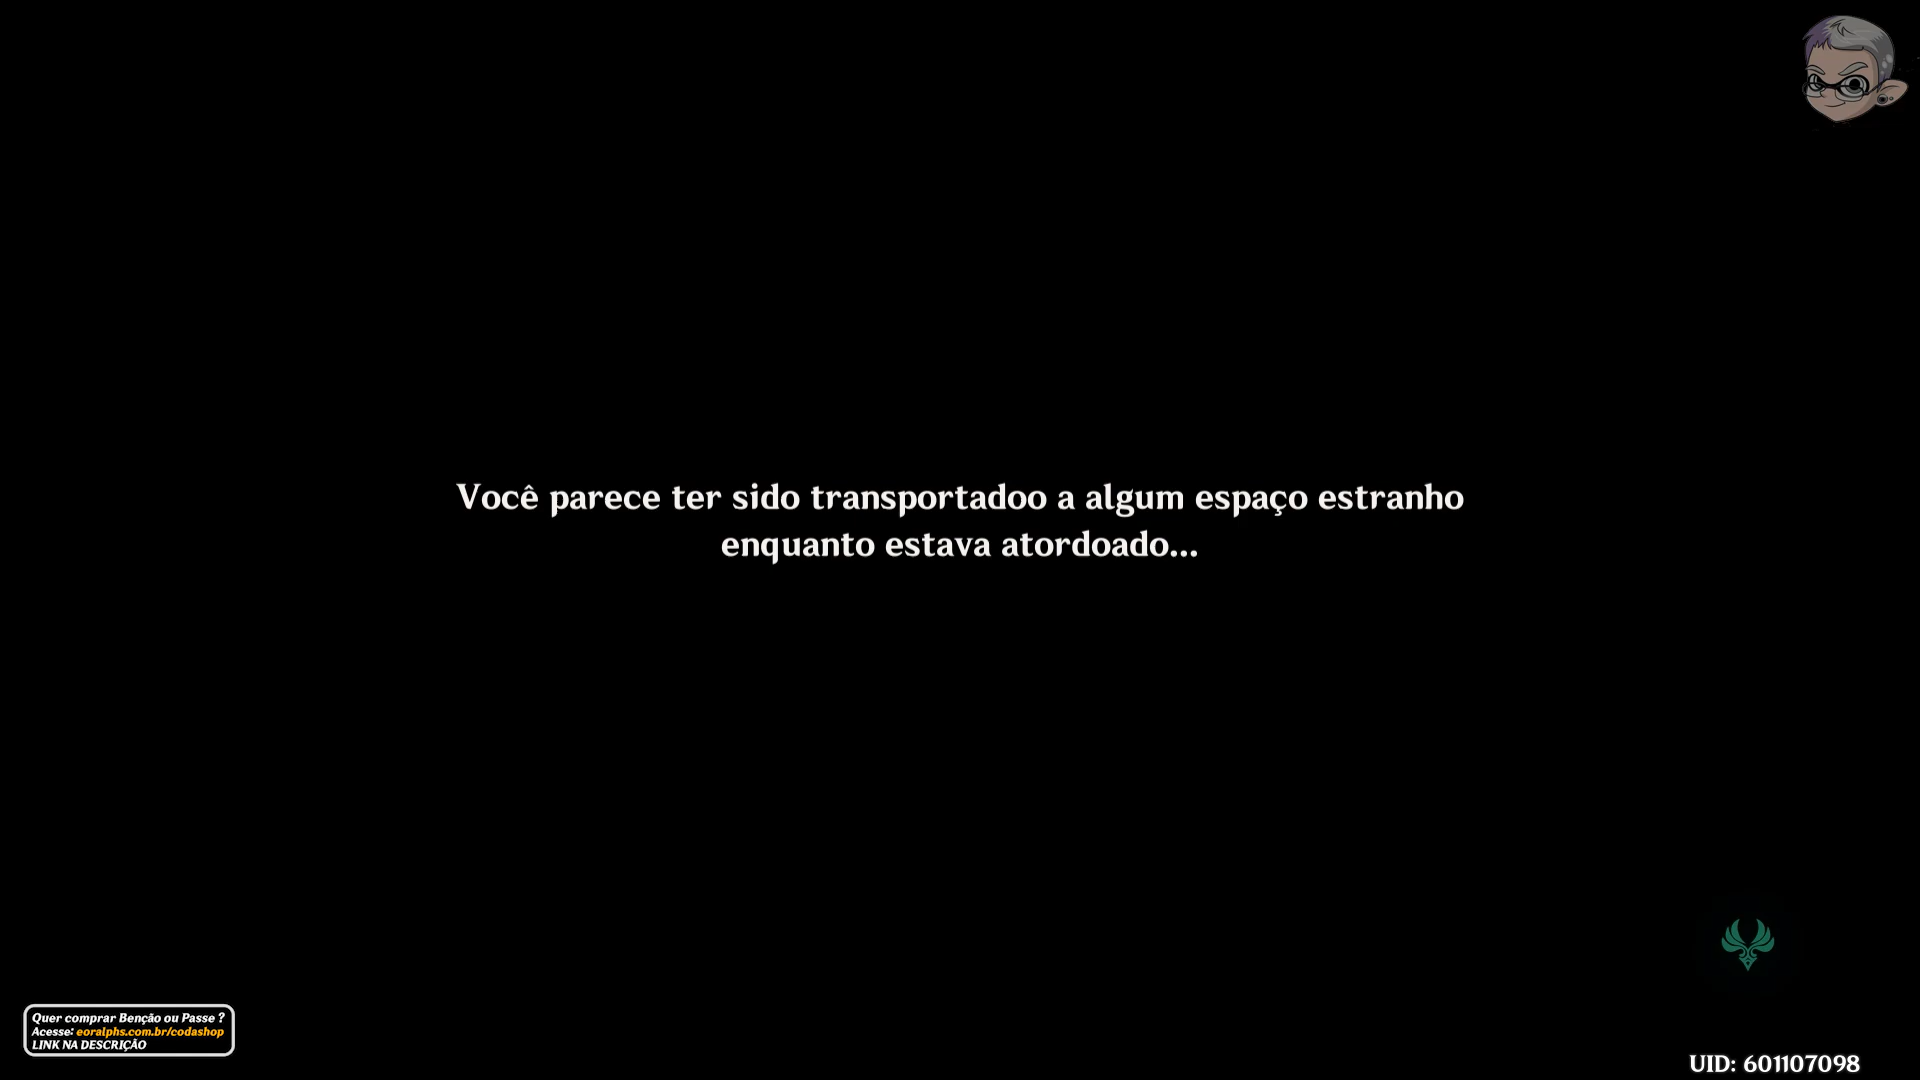 Você parece ter sido transportadoo a algum espaço estranho
enquanto estava atordoado...
Quer comprar Benção ou Passe ?
Acesse: eoralphs.com.br/codashop
LINK NA DESCRIÇÃO
UID: 601107098